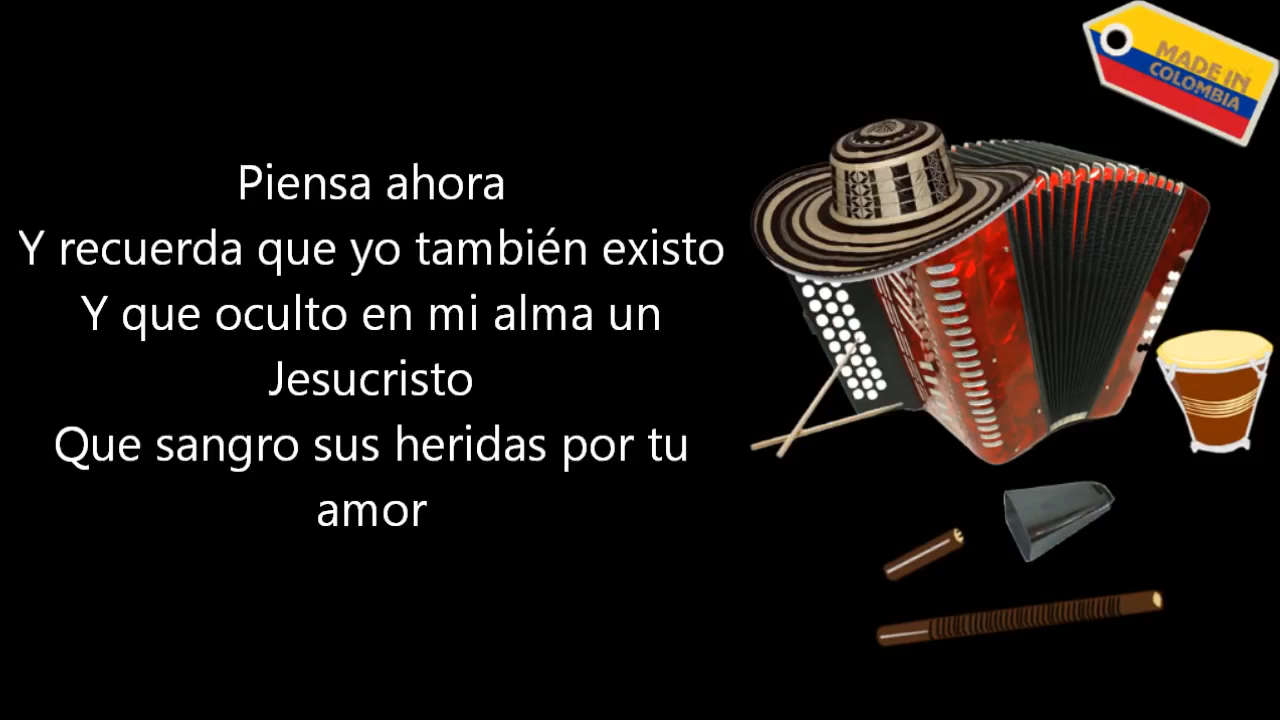 MADE IN
COLOMBIA
Piensa ahora
Y recuerda que yo también existo
Y que oculto en mi alma un
Jesucristo
Que sangro sus heridas por tu
amor